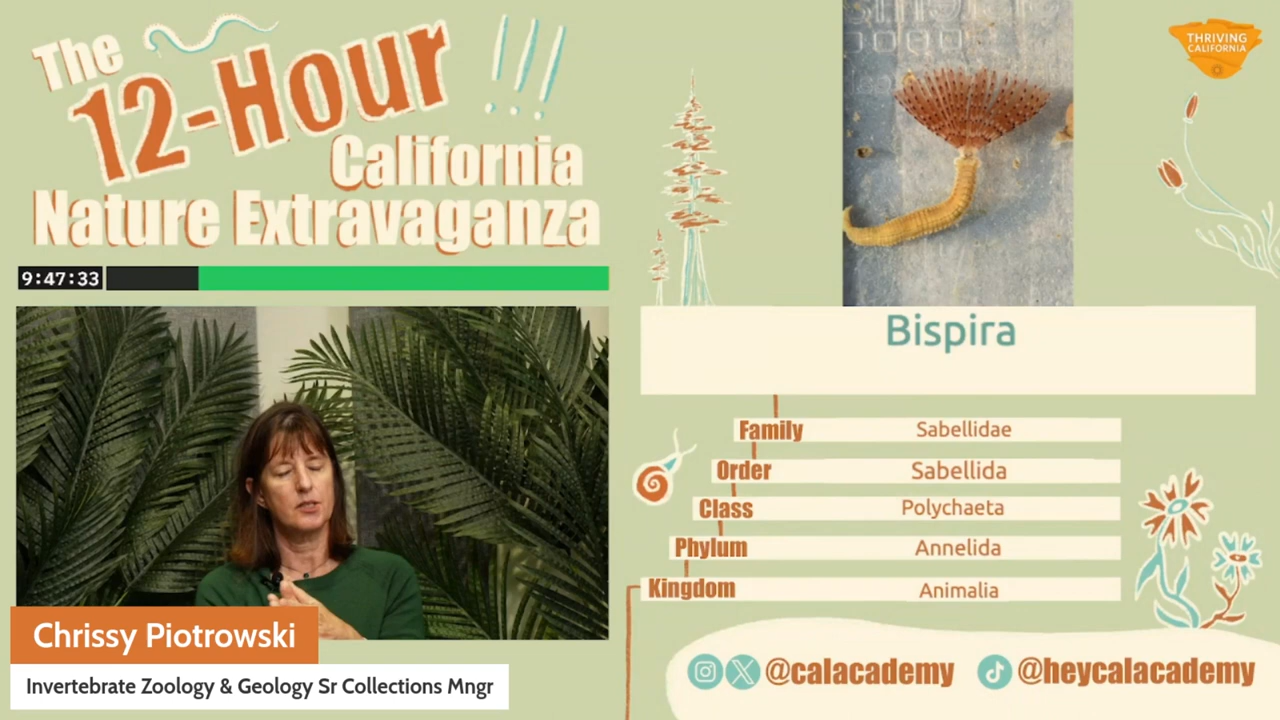 The
12-Hour
!!!
California
Nature Extravaganza
9:47:33
Chrissy Piotrowski
Invertebrate Zoology & Geology Sr Collections Mngr
THRIVING
CALIFORNIA
Bispira
Family Sabellidae
Order Sabellida
Class Polychaeta
Phylum Annelida
Kingdom Animalia
@calacademy @heycalacademy